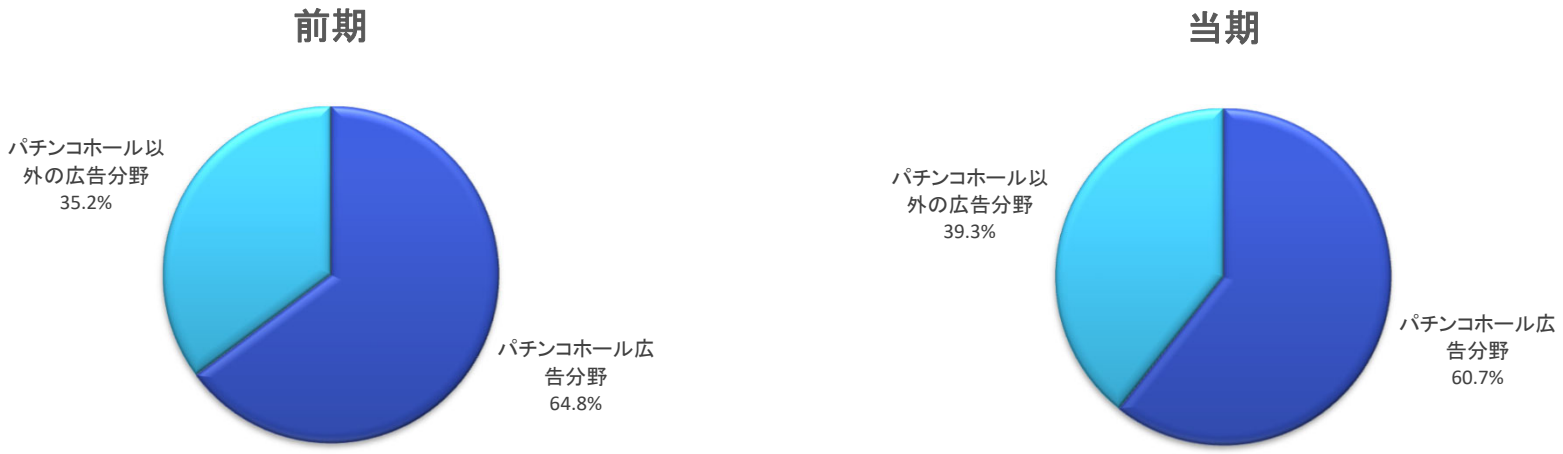 前期
パチンコホール以
外の広告分野
35.2%
パチンコホール広
告分野
64.8%
当期
パチンコホール以
外の広告分野
39.3%
パチンコホール広
告分野
60.7%